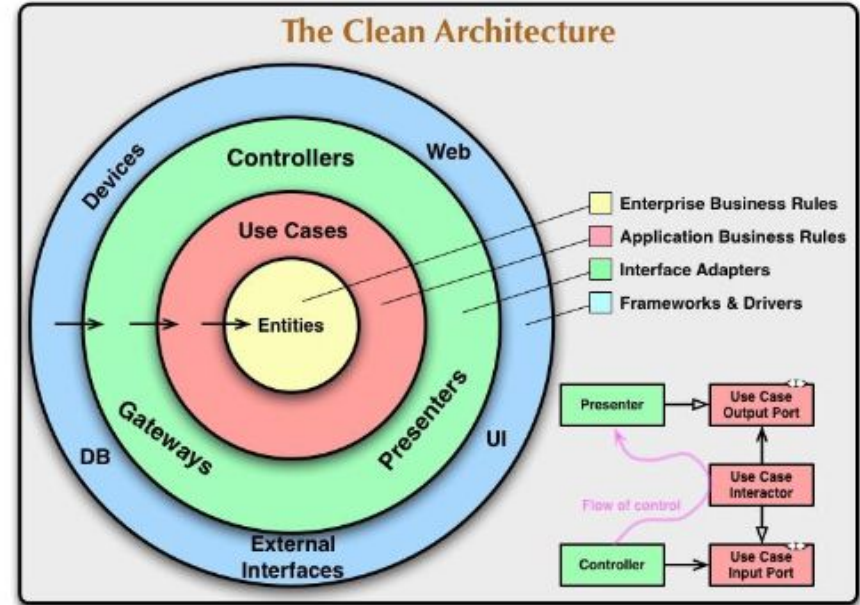 The Clean Architecture
Devices
Controllers
Web
Use Cases
Entities
Gateways
Presenters
DB
UI
External
Interfaces
Enterprise Business Rules
Application Business Rules
Interface Adapters
Frameworks & Drivers
Presenter
Use Case
Output Port
Flow of control
Use Case
Interactor
Controller
Use Case
Input Port